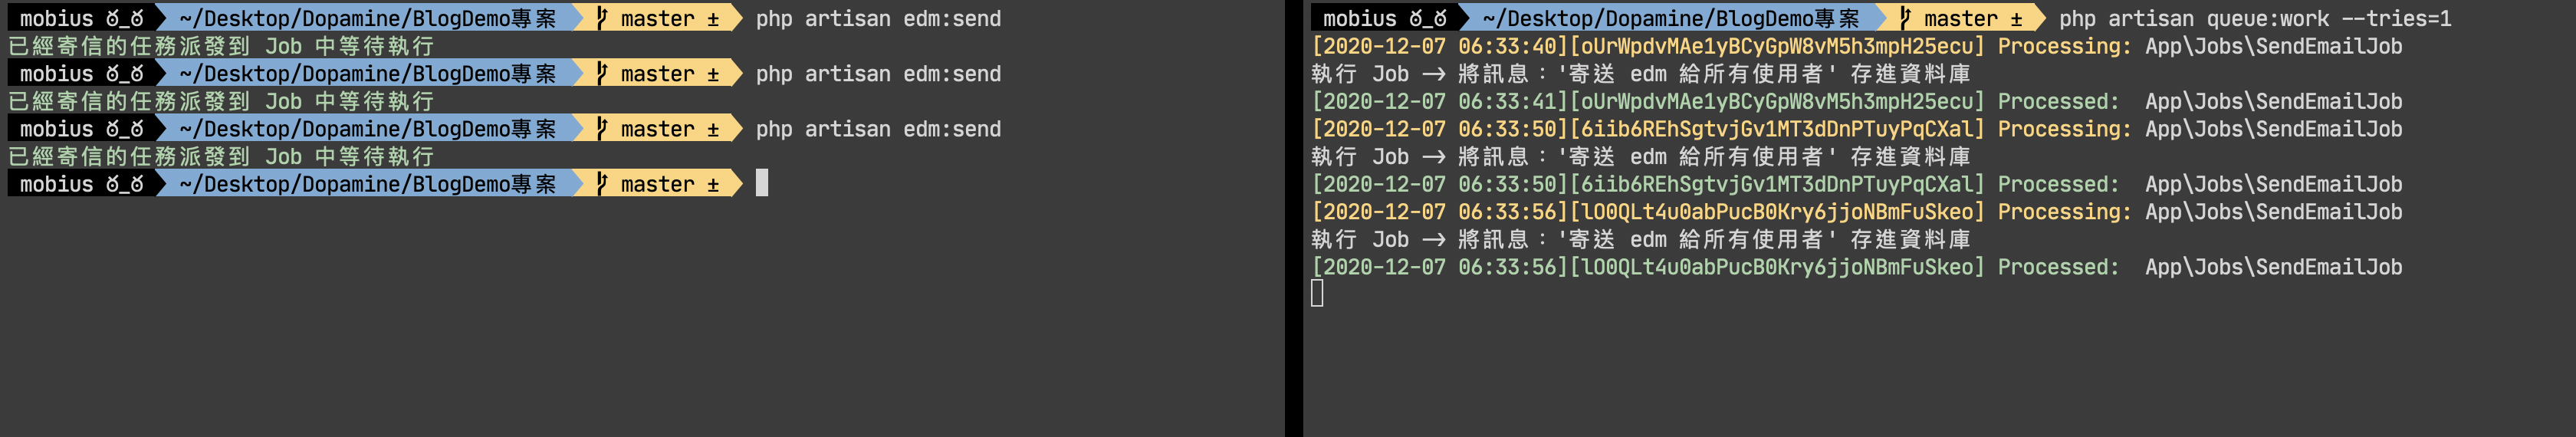 mobius ಠ_ಠ ~/Desktop/Dopamine/BlogDemo專案 master ± php artisan edm:send
已經寄信的任務派發到 Job 中等待執行
mobius ಠ_ಠ ~/Desktop/Dopamine/BlogDemo專案 master ± php artisan edm:send
已經寄信的任務派發到 Job 中等待執行
mobius ಠ_ಠ ~/Desktop/Dopamine/BlogDemo專案 master ± php artisan edm:send
已經寄信的任務派發到 Job 中等待執行
mobius ಠ_ಠ ~/Desktop/Dopamine/BlogDemo專案 master ±
mobius ಠ_ಠ ~/Desktop/Dopamine/BlogDemo專案 master ± php artisan queue:work --tries=1
[2020-12-07 06:33:40][oUrWpdvMAe1yBCyGpW8vM5h3mpH25ecu] Processing: App\Jobs\SendEmailJob
執行 Job -> 將訊息：'寄送 edm 給所有使用者' 存進資料庫
[2020-12-07 06:33:41][oUrWpdvMAe1yBCyGpW8vM5h3mpH25ecu] Processed: App\Jobs\SendEmailJob
[2020-12-07 06:33:50][6iib6REhSgtvjGv1MT3dDnPTuyPqCXal] Processing: App\Jobs\SendEmailJob
執行 Job -> 將訊息：'寄送 edm 給所有使用者' 存進資料庫
[2020-12-07 06:33:50][6iib6REhSgtvjGv1MT3dDnPTuyPqCXal] Processed: App\Jobs\SendEmailJob
[2020-12-07 06:33:56][lO0QLt4u0abPucB0Kry6jjoNBmFuSkeo] Processing: App\Jobs\SendEmailJob
執行 Job -> 將訊息：'寄送 edm 給所有使用者' 存進資料庫
[2020-12-07 06:33:56][lO0QLt4u0abPucB0Kry6jjoNBmFuSkeo] Processed: App\Jobs\SendEmailJob